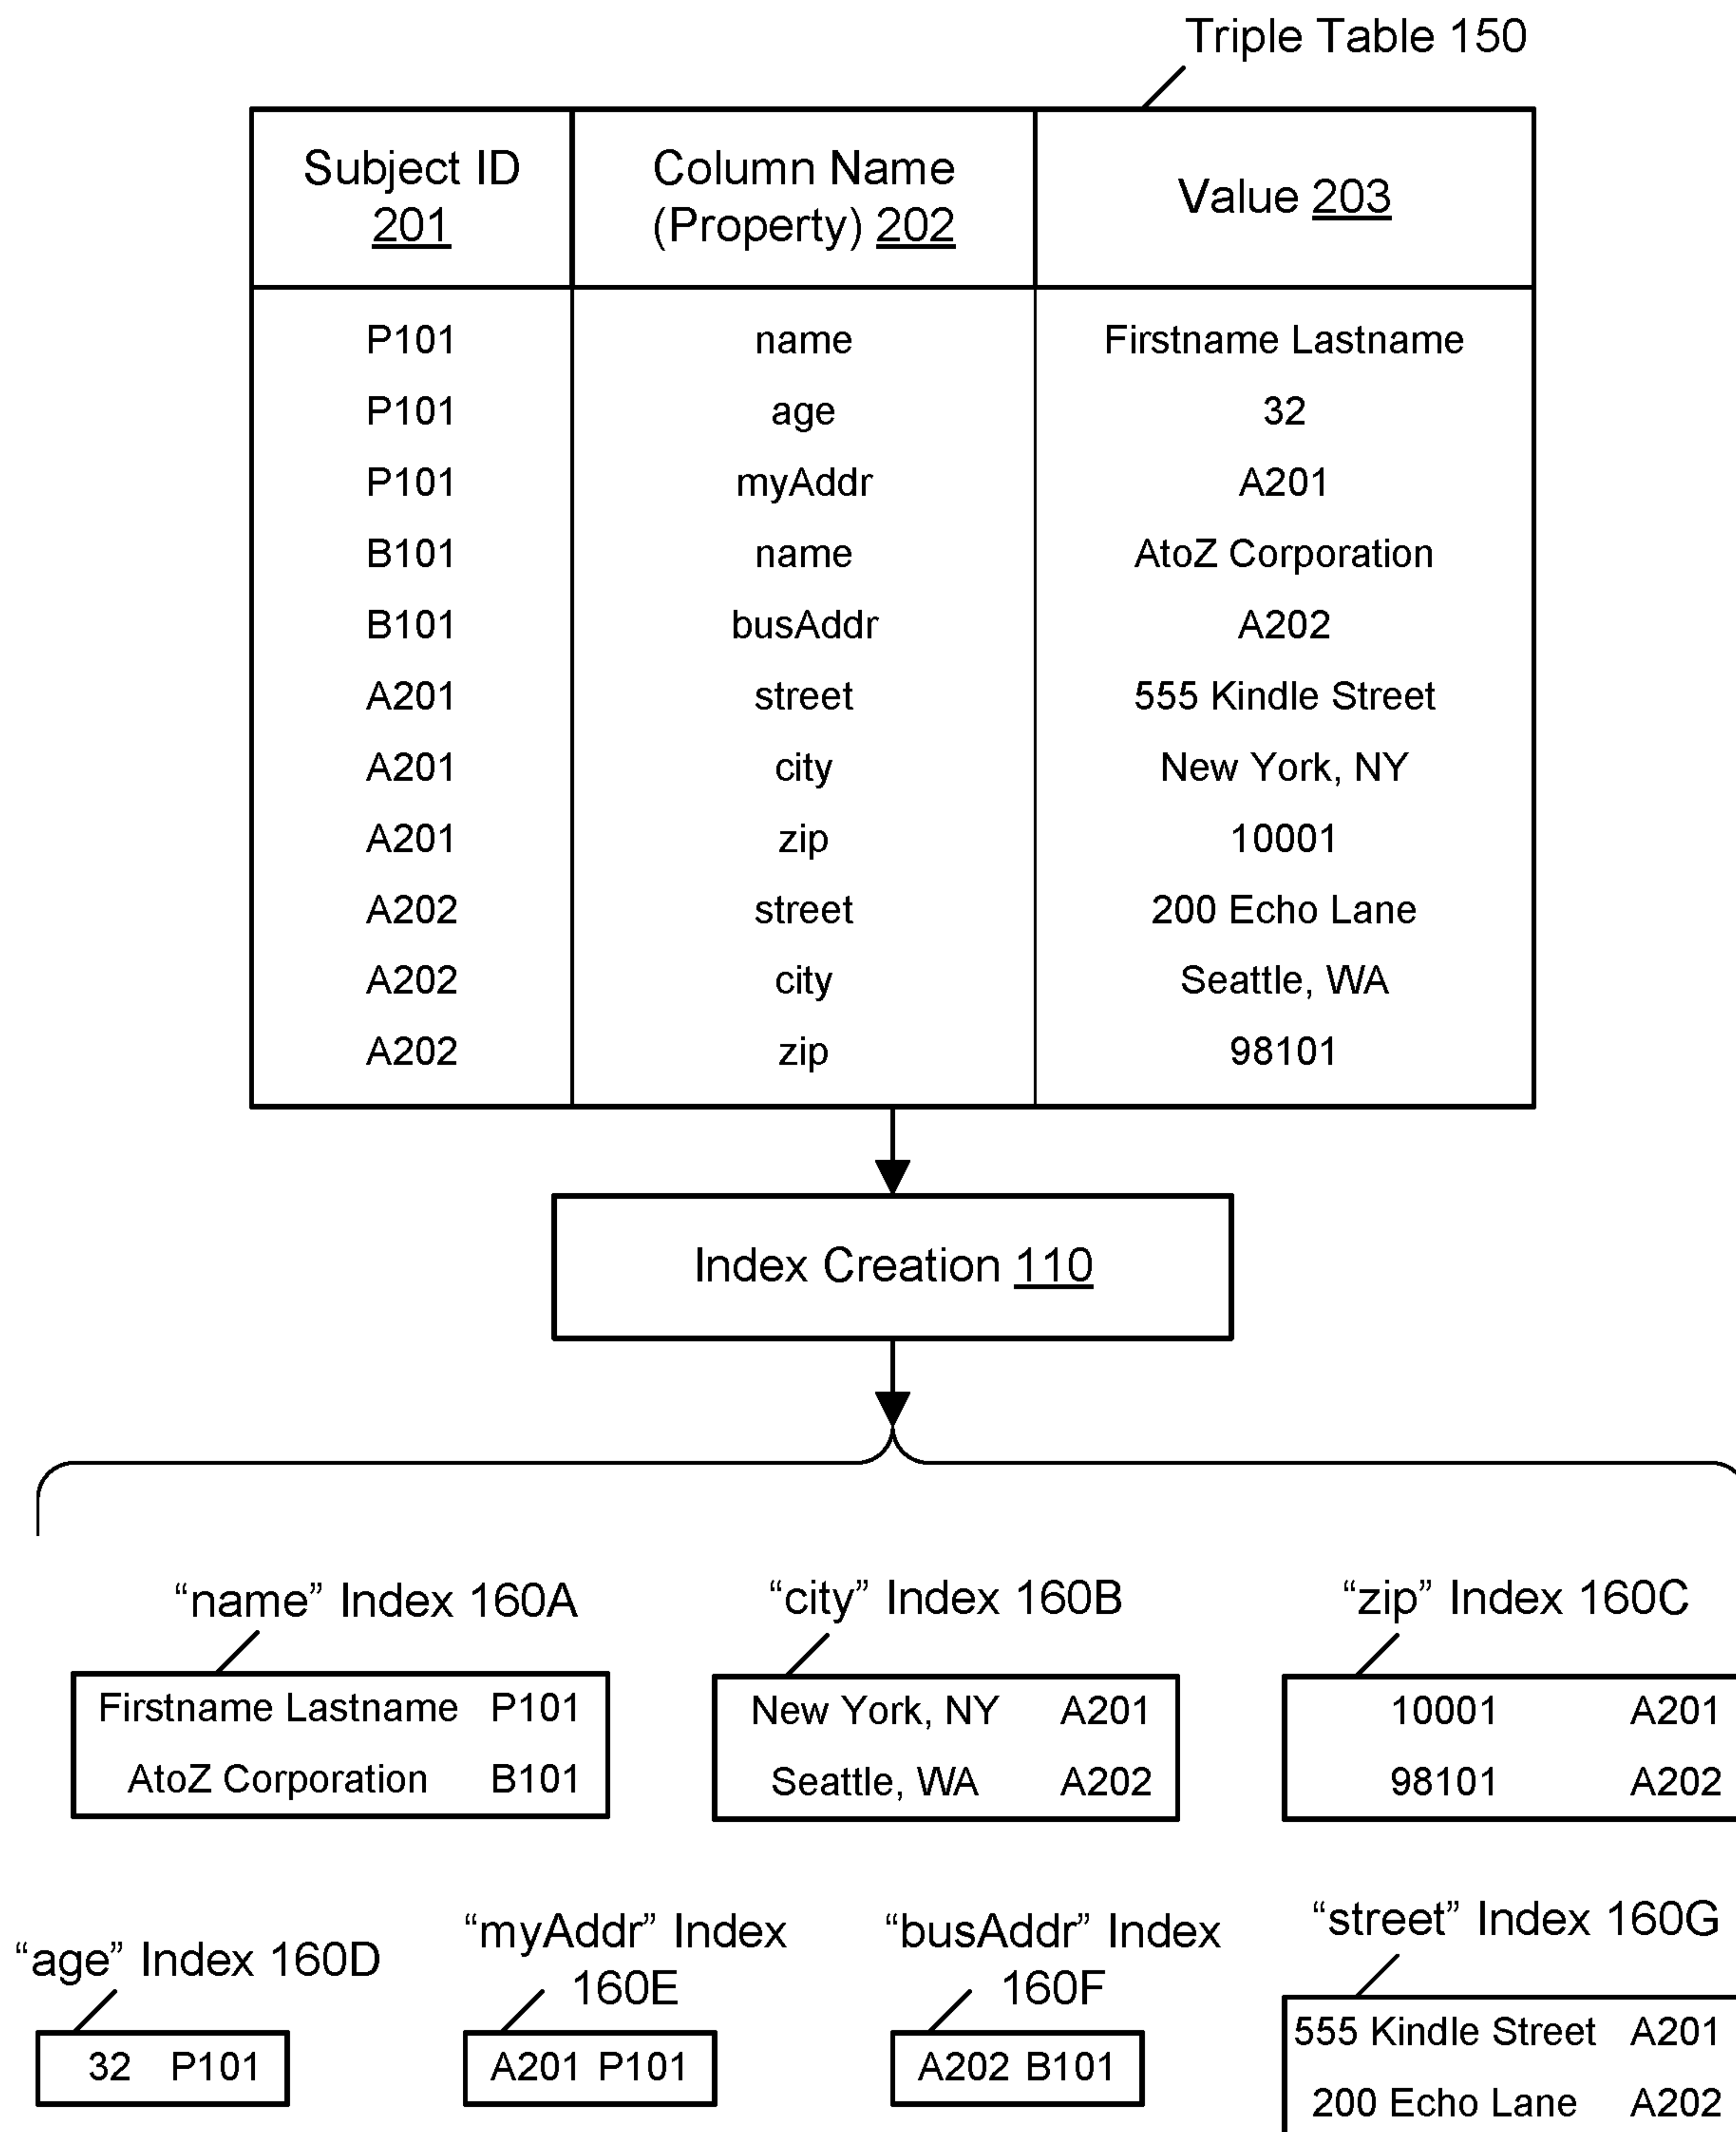 Triple Table 150
Subject ID 201 Column Name (Property) 202 Value 203
P101 name Firstname Lastname
P101 age 32
P101 myAddr A201
B101 name AtoZ Corporation
B101 busAddr A202
A201 street 555 Kindle Street
A201 city New York, NY
A201 zip 10001
A202 street 200 Echo Lane
A202 city Seattle, WA
A202 zip 98101
Index Creation 110
“name” Index 160A
Firstname Lastname P101
AtoZ Corporation B101
“city” Index 160B
New York, NY A201
Seattle, WA A202
“zip” Index 160C
10001 A201
98101 A202
“age” Index 160D
32 P101
“myAddr” Index
160E
A201 P101
“busAddr” Index
160F
A202 B101
“street” Index 160G
555 Kindle Street A201
200 Echo Lane A202